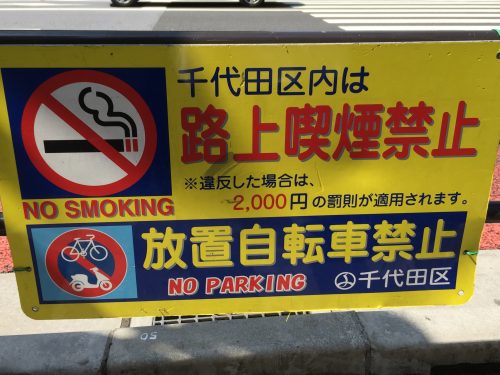 千代田区内は
路上喫煙禁止
※違反した場合は、
2,000円の罰則が適用されます。
NO SMOKING
放置自転車禁止
NO PARKING
千代田区